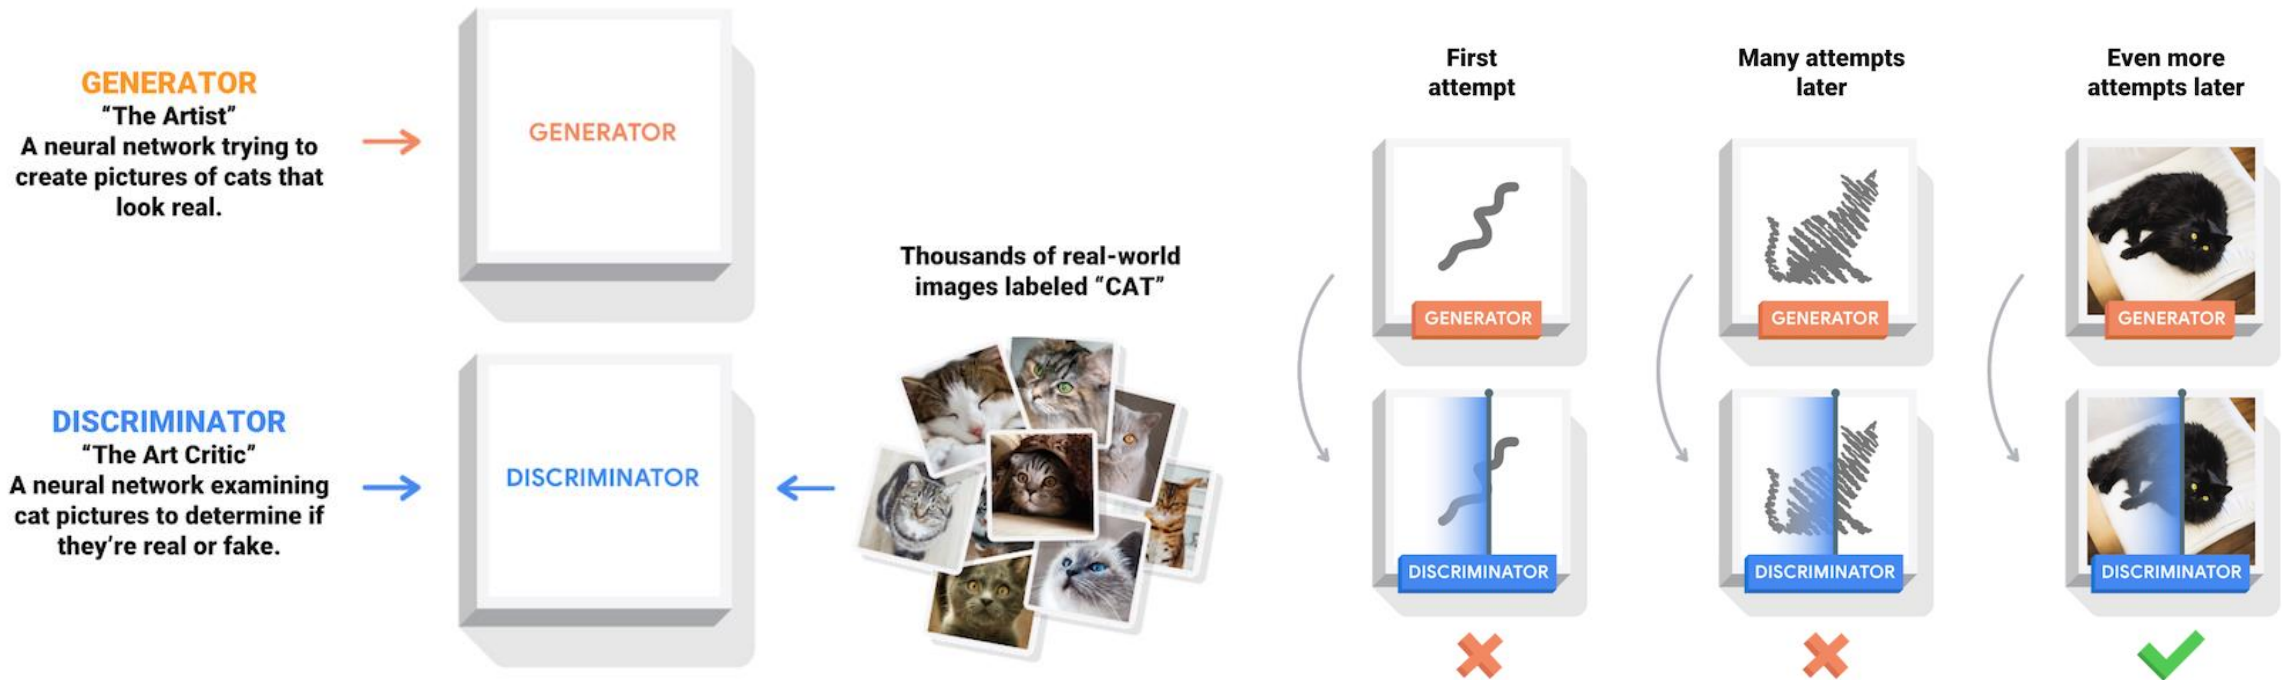 GENERATOR
“The Artist”
A neural network trying to
create pictures of cats that
look real.
GENERATOR
DISCRIMINATOR
“The Art Critic”
A neural network examining
cat pictures to determine if
they’re real or fake.
DISCRIMINATOR
Thousands of real-world
images labeled “CAT”
First
attempt
GENERATOR
DISCRIMINATOR
Many attempts
later
GENERATOR
DISCRIMINATOR
Even more
attempts later
GENERATOR
DISCRIMINATOR